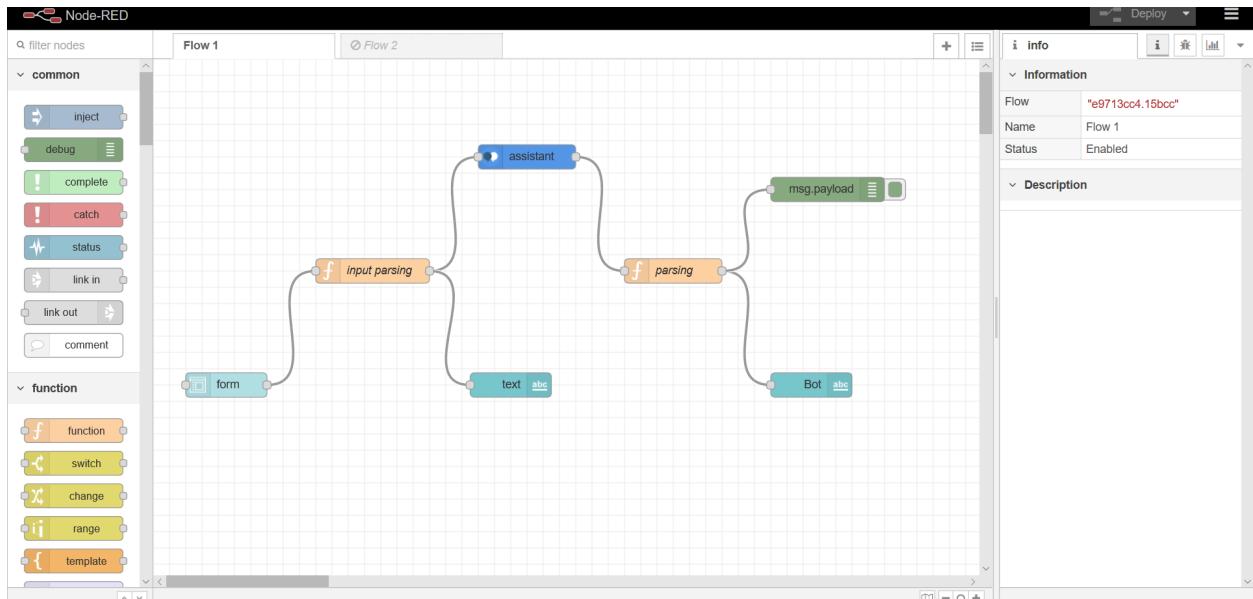 Node-RED
Deploy
filter nodes
Flow 1
Flow 2
i info
i
common
inject
debug
complete
catch
status
link in
link out
comment
function
function
switch
change
range
template
assistant
msg.payload
input parsing
parsing
form
text abc
Bot abc
Information
Flow "e9713cc4.15bcc"
Name Flow 1
Status Enabled
Description